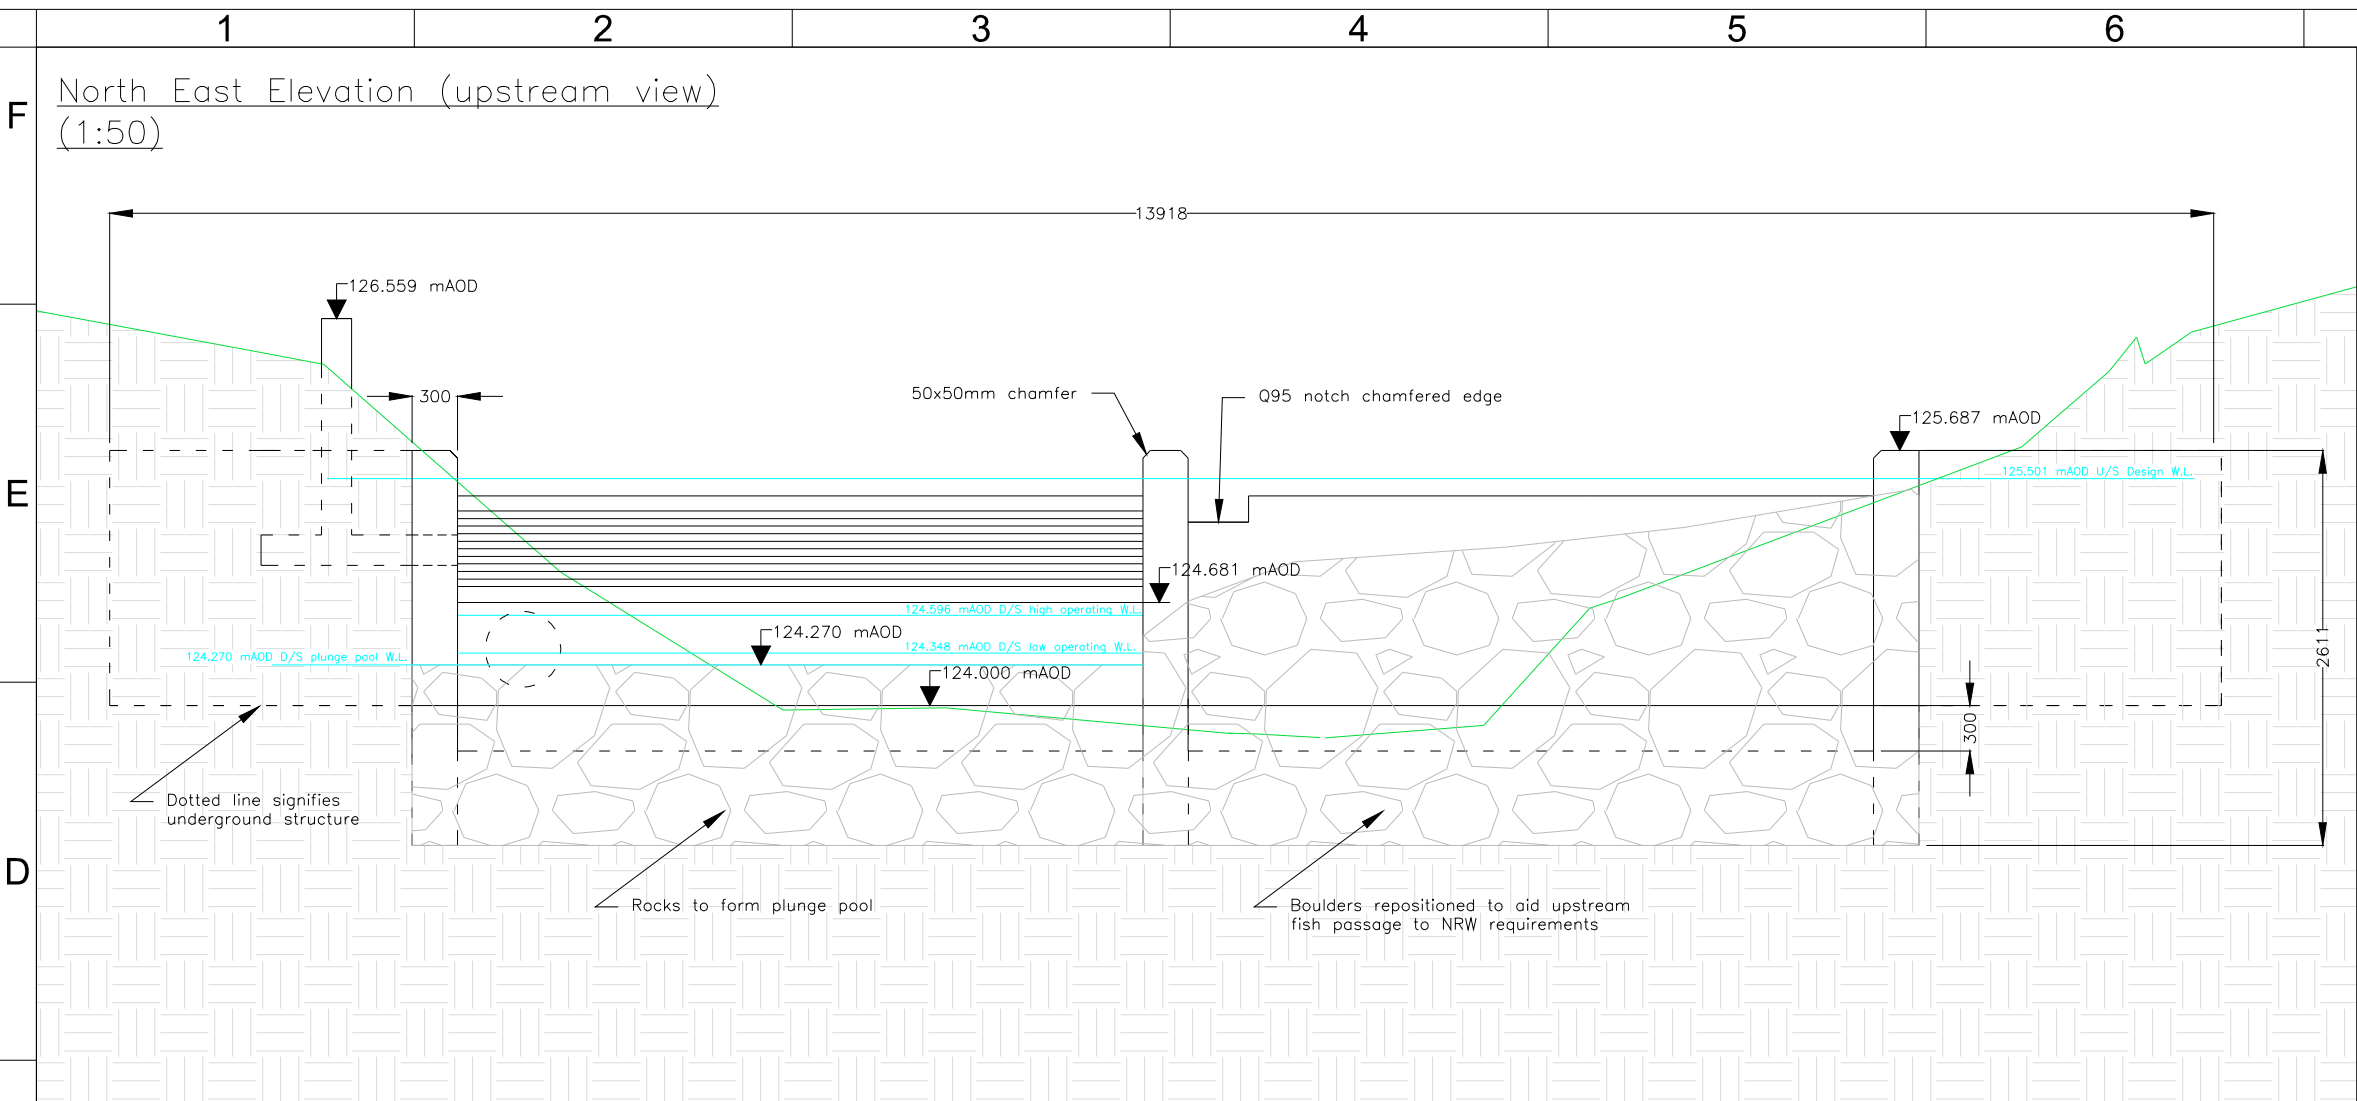 1 2 3 4 5 6
F
North East Elevation (upstream view)
(1:50)
13918
126.559 mAOD
300
50x50mm chamfer
Q95 notch chamfered edge
125.687 mAOD
E
125.501 mAOD U/S Design W.L.
124.681 mAOD
124.596 mAOD D/S high operating W.L.
124.270 mAOD
124.348 mAOD D/S low operating W.L.
124.270 mAOD D/S plunge pool W.L.
124.000 mAOD
2611
300
Dotted line signifies
underground structure
D
Rocks to form plunge pool
Boulders repositioned to aid upstream
fish passage to NRW requirements